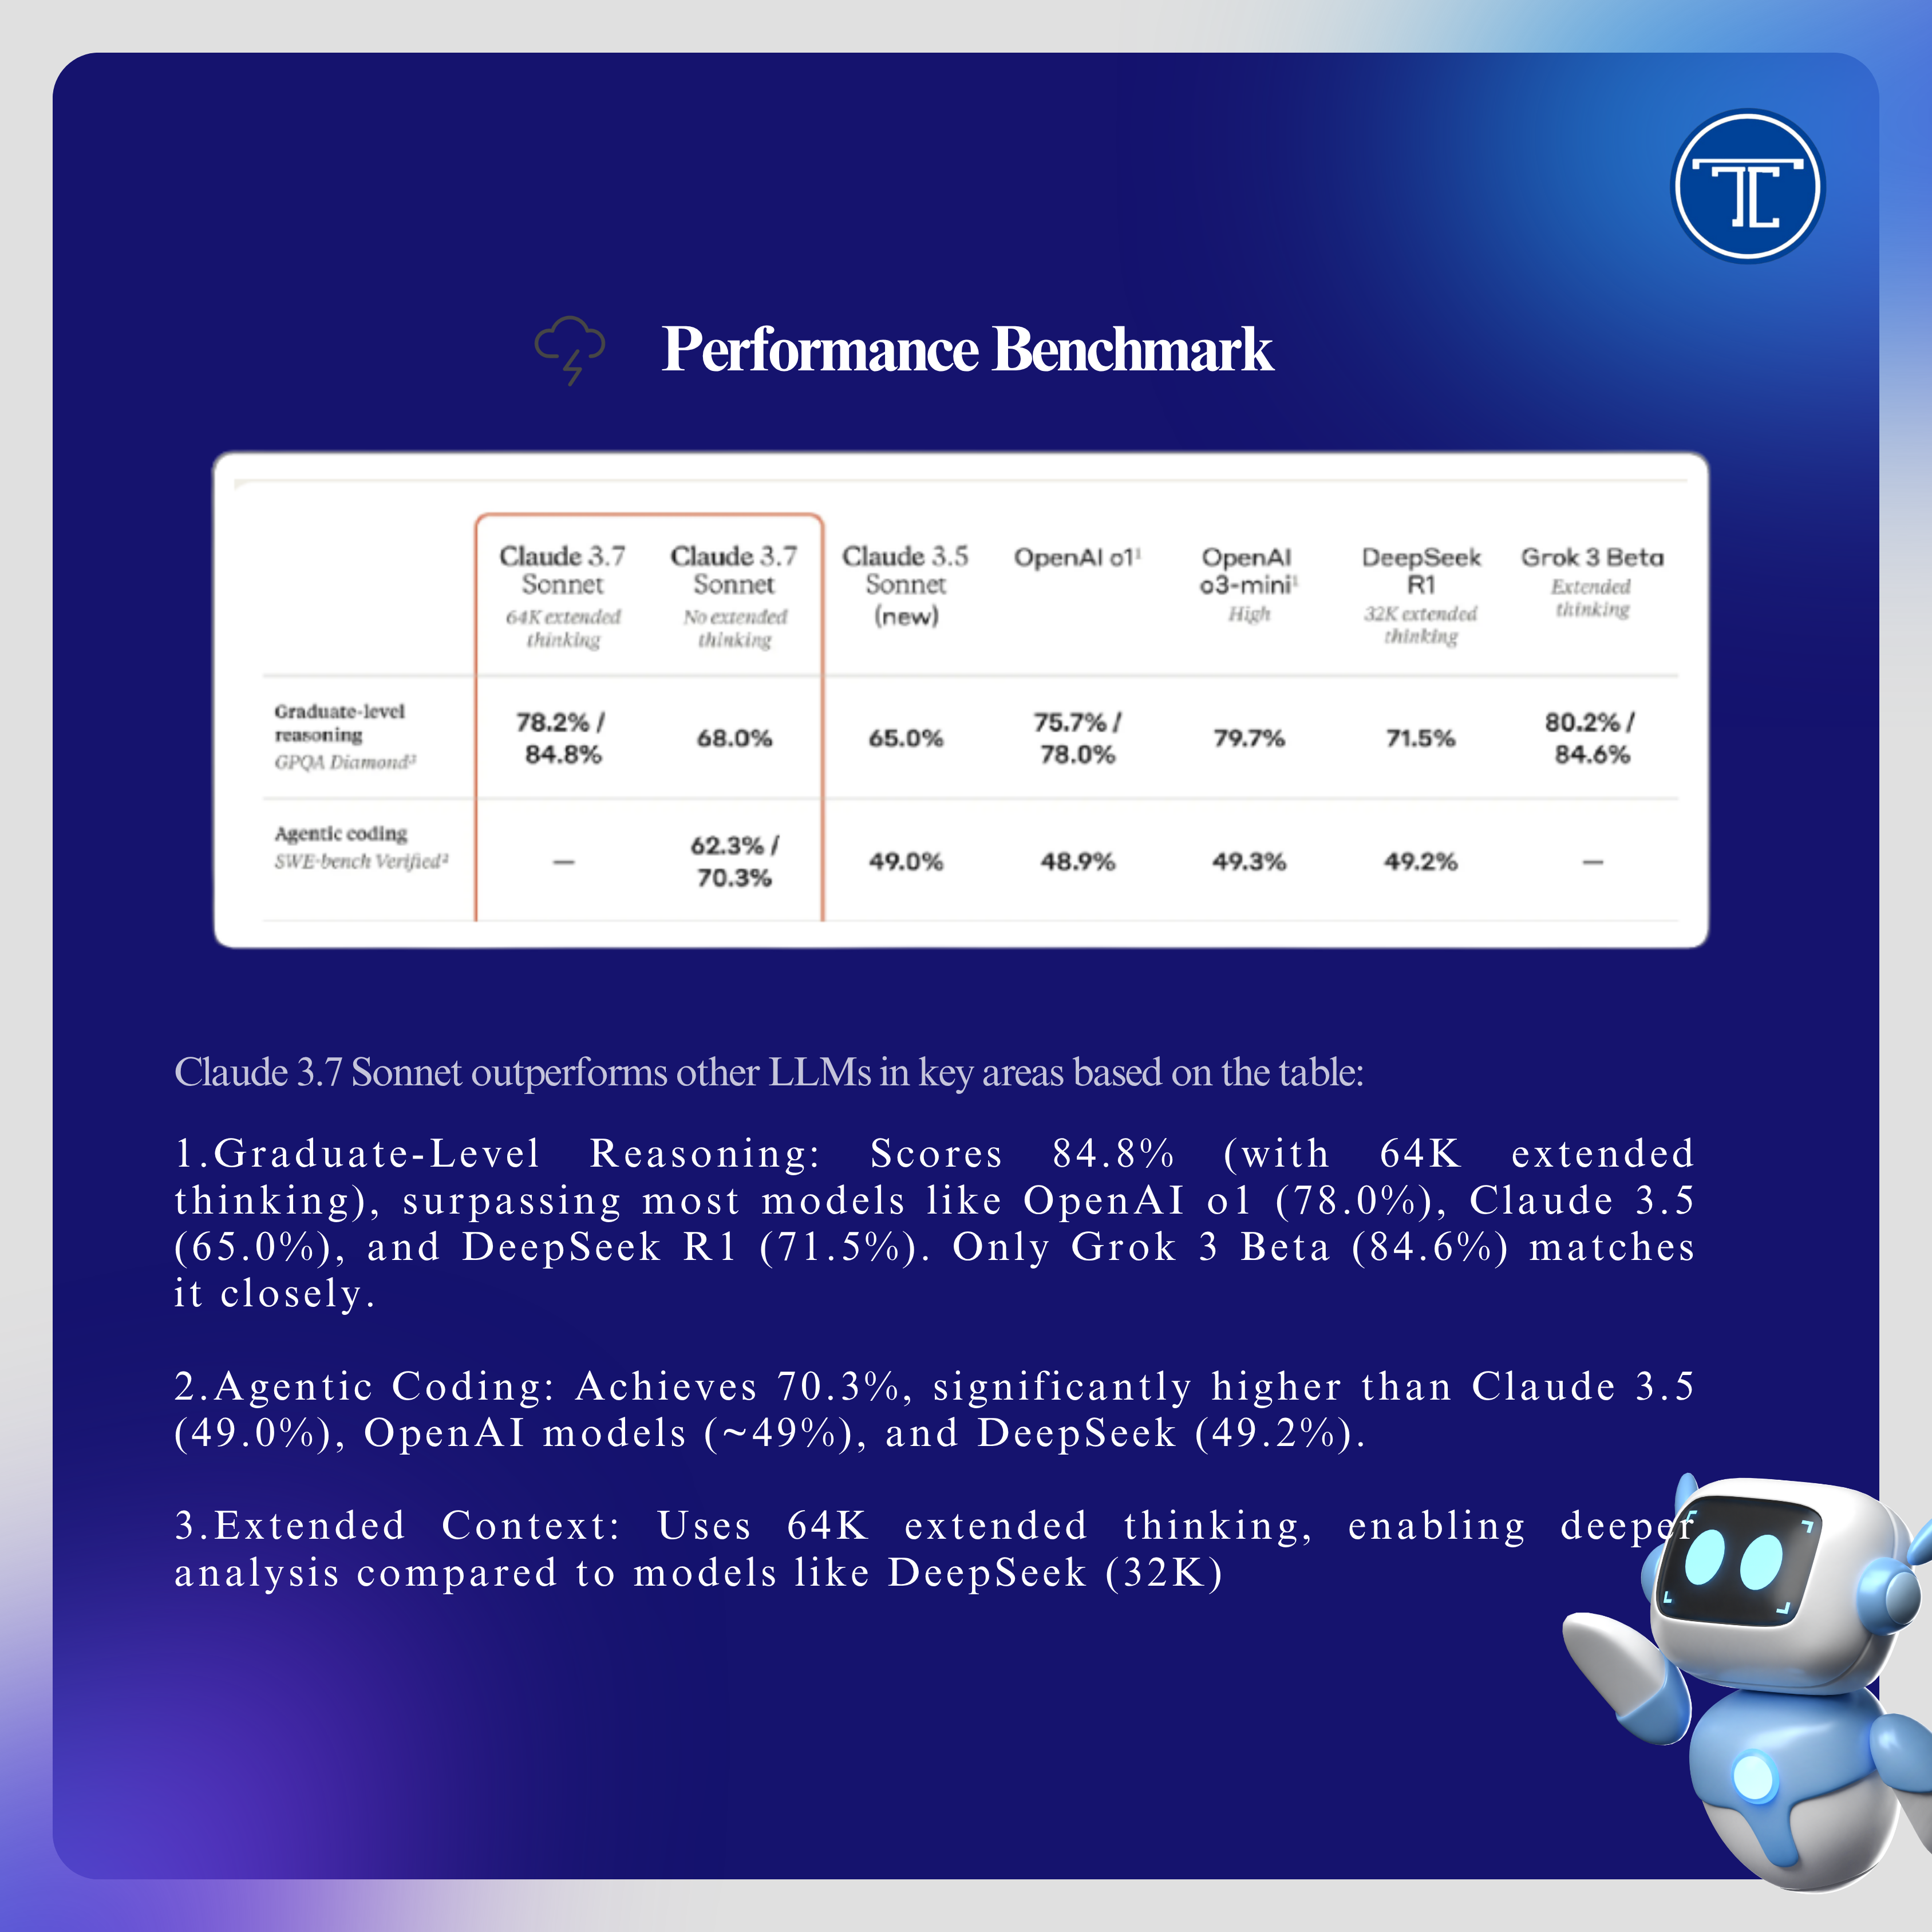 TC
Performance Benchmark
Claude 3.7 Sonnet 64K extended thinking
Claude 3.7 Sonnet No extended thinking
Claude 3.5 Sonnet (new)
OpenAI o1¹
OpenAI o3-mini¹ High
DeepSeek R1 32K extended thinking
Grok 3 Beta Extended thinking
Graduate-level reasoning GPQA Diamond³
78.2% / 84.8%
68.0%
65.0%
75.7% / 78.0%
79.7%
71.5%
80.2% / 84.6%
Agentic coding SWE-bench Verified²
—
62.3% / 70.3%
49.0%
48.9%
49.3%
49.2%
—
Claude 3.7 Sonnet outperforms other LLMs in key areas based on the table:
1.Graduate-Level Reasoning: Scores 84.8% (with 64K extended
thinking), surpassing most models like OpenAI o1 (78.0%), Claude 3.5
(65.0%), and DeepSeek R1 (71.5%). Only Grok 3 Beta (84.6%) matches
it closely.
2.Agentic Coding: Achieves 70.3%, significantly higher than Claude 3.5
(49.0%), OpenAI models (~49%), and DeepSeek (49.2%).
3.Extended Context: Uses 64K extended thinking, enabling deeper
analysis compared to models like DeepSeek (32K)